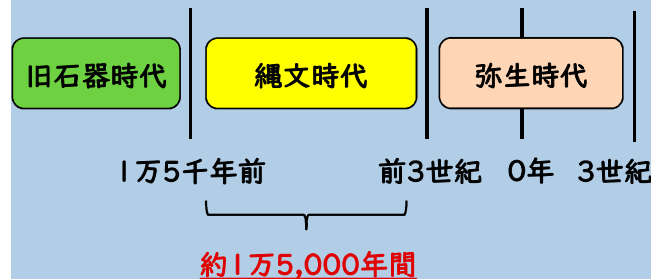 旧石器時代 縄文時代 弥生時代
1万5千年前 前3世紀 0年 3世紀
約1万5,000年間